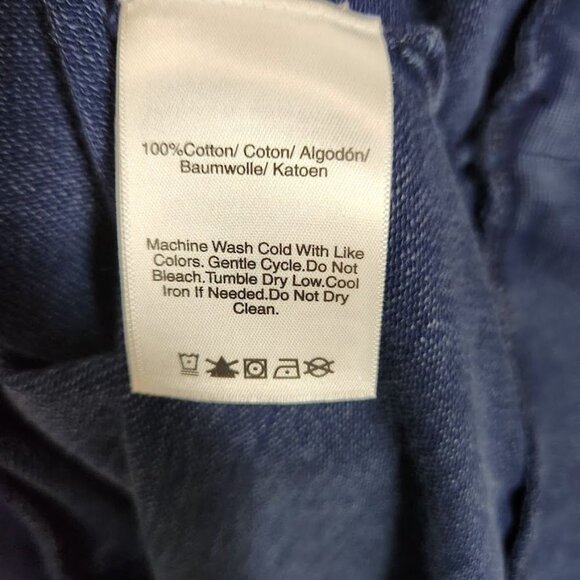 100%Cotton/ Coton/ Algodón/
Baumwolle/ Katoen
Machine Wash Cold With Like
Colors. Gentle Cycle.Do Not
Bleach.Tumble Dry Low.Cool
Iron If Needed.Do Not Dry
Clean.